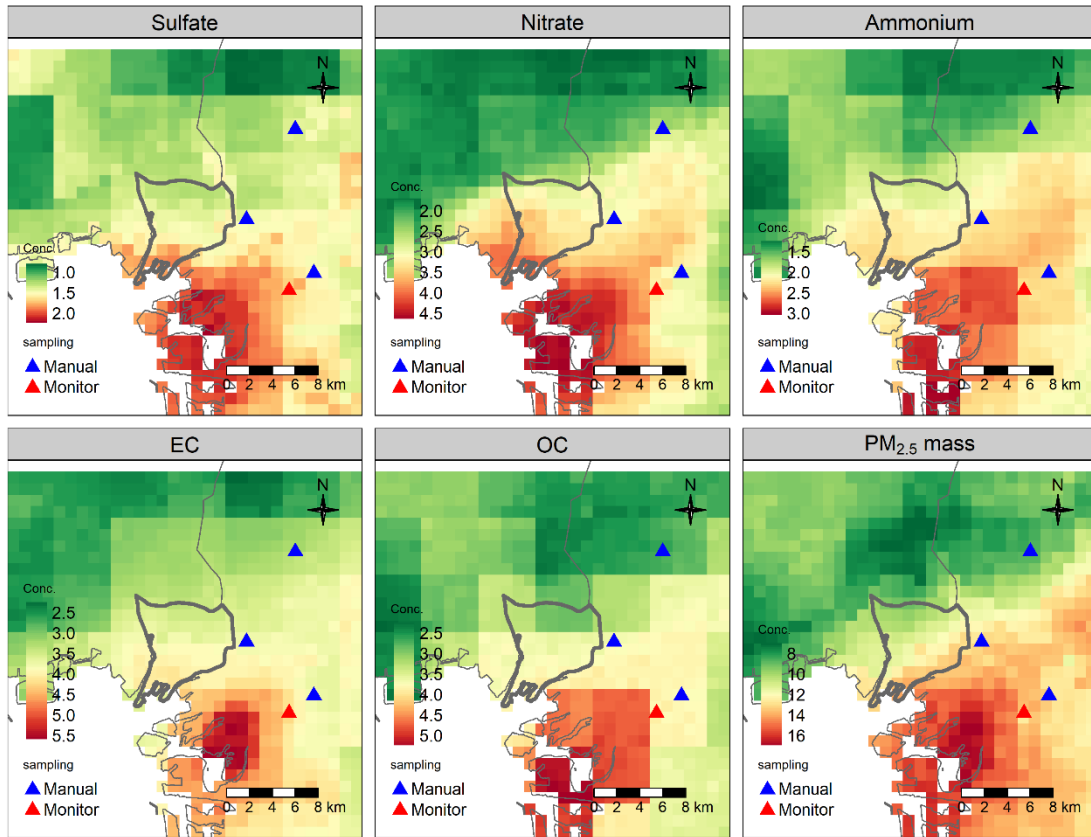 Sulfate
N
Conc.
1.0
1.5
2.0
sampling
Manual
Monitor
0 2 4 6 8 km
Nitrate
N
Conc.
2.0
2.5
3.0
3.5
4.0
4.5
sampling
Manual
Monitor
0 2 4 6 8 km
Ammonium
N
Conc.
1.5
2.0
2.5
3.0
sampling
Manual
Monitor
0 2 4 6 8 km
EC
N
Conc.
2.5
3.0
3.5
4.0
4.5
5.0
5.5
sampling
Manual
Monitor
0 2 4 6 8 km
OC
N
Conc.
2.5
3.0
3.5
4.0
4.5
5.0
sampling
Manual
Monitor
0 2 4 6 8 km
PM2.5 mass
N
Conc.
8
10
12
14
16
sampling
Manual
Monitor
0 2 4 6 8 km